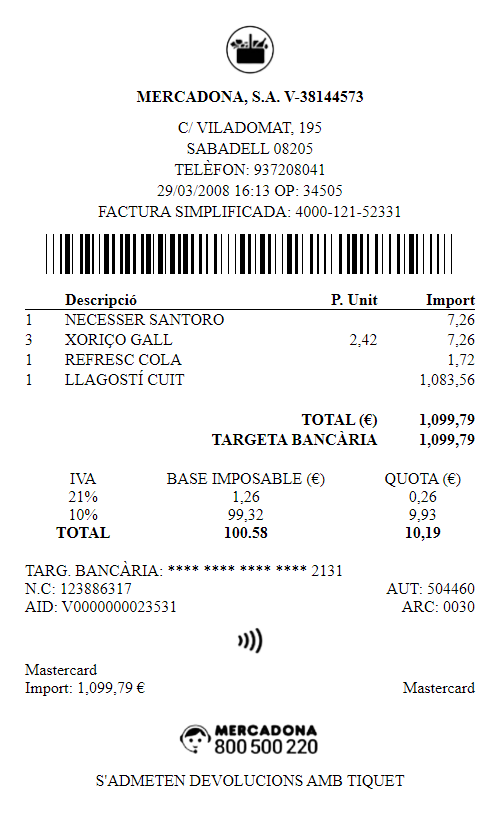 MERCADONA, S.A. V-38144573
C/ VILADOMAT, 195
SABADELL 08205
TELÈFON: 937208041
29/03/2008 16:13 OP: 34505
FACTURA SIMPLIFICADA: 4000-121-52331
Descripció P. Unit Import
1 NECESSER SANTORO 7,26
3 XORIÇO GALL 2,42 7,26
1 REFRESC COLA 1,72
1 LLAGOSTÍ CUIT 1,083,56
TOTAL (€) 1,099,79
TARGETA BANCÀRIA 1,099,79
IVA BASE IMPOSABLE (€) QUOTA (€)
21% 1,26 0,26
10% 99,32 9,93
TOTAL 100.58 10,19
TARG. BANCÀRIA: **** **** **** **** 2131
N.C: 123886317 AUT: 504460
AID: V0000000023531 ARC: 0030
Mastercard
Import: 1,099,79 € Mastercard
MERCADONA
800 500 220
S'ADMETEN DEVOLUCIONS AMB TIQUET